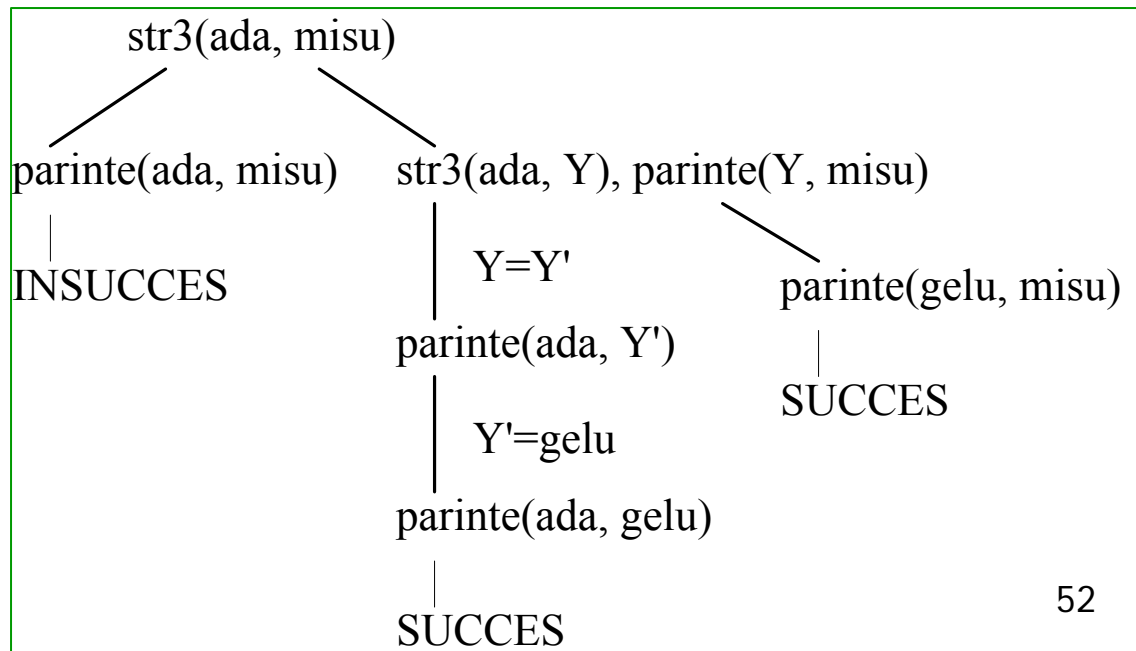 str3(ada, misu)
parinte(ada, misu)
str3(ada, Y), parinte(Y, misu)
INSUCCES
Y=Y'
parinte(gelu, misu)
parinte(ada, Y')
SUCCES
Y'=gelu
parinte(ada, gelu)
SUCCES
52